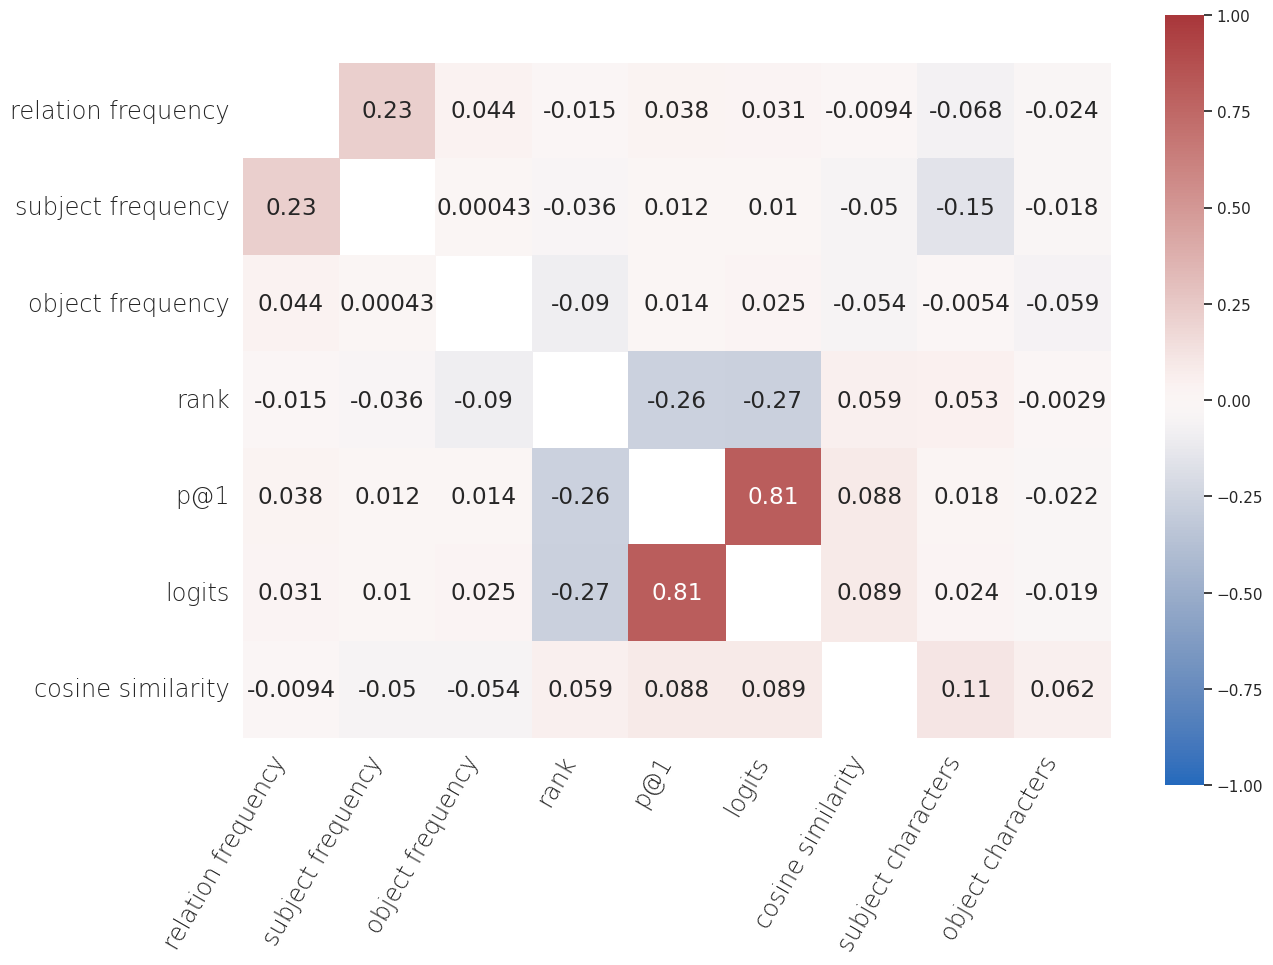 1.00
relation frequency 0.23 0.044 -0.015 0.038 0.031 -0.0094 -0.068 -0.024
0.75
subject frequency 0.23 0.00043 -0.036 0.012 0.01 -0.05 -0.15 -0.018
0.50
object frequency 0.044 0.00043 -0.09 0.014 0.025 -0.054 -0.0054 -0.059
0.25
rank -0.015 -0.036 -0.09 -0.26 -0.27 0.059 0.053 -0.0029
0.00
p@1 0.038 0.012 0.014 -0.26 0.81 0.088 0.018 -0.022
−0.25
logits 0.031 0.01 0.025 -0.27 0.81 0.089 0.024 -0.019
−0.50
cosine similarity -0.0094 -0.05 -0.054 0.059 0.088 0.089 0.11 0.062
−0.75
−1.00
relation frequency
subject frequency
object frequency
rank
p@1
logits
cosine similarity
subject characters
object characters